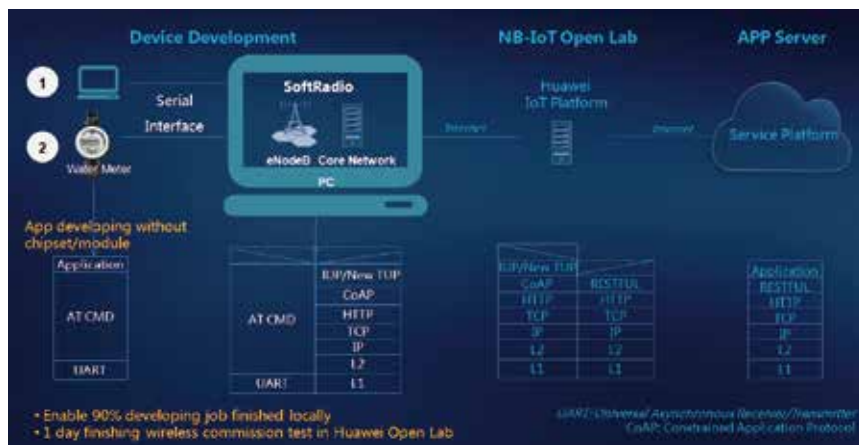 Device Development
NB-IoT Open Lab
APP Server
1
Serial
Interface
2
Water Meter
SoftRadio
eNodeB Core Network
PC
Internet
Huawei
IoT Platform
Internet
Service Platform
App developing without
chipset/module
Application
AT CMD
UART
AT CMD
UART
IUP/New TUP
CoAP
HTTP
TCP
IP
L2
L1
IUP/New TUP
CoAP
HTTP
TCP
IP
L2
L1
RESTFUL
HTTP
TCP
IP
L2
L1
Application
RESTFUL
HTTP
TCP
IP
L2
L1
• Enable 90% developing job finished locally
• 1 day finishing wireless commission test in Huawei Open Lab
UART: Universal Asynchronous Receiver/Transmitter
CoAP: Constrained Application Protocol